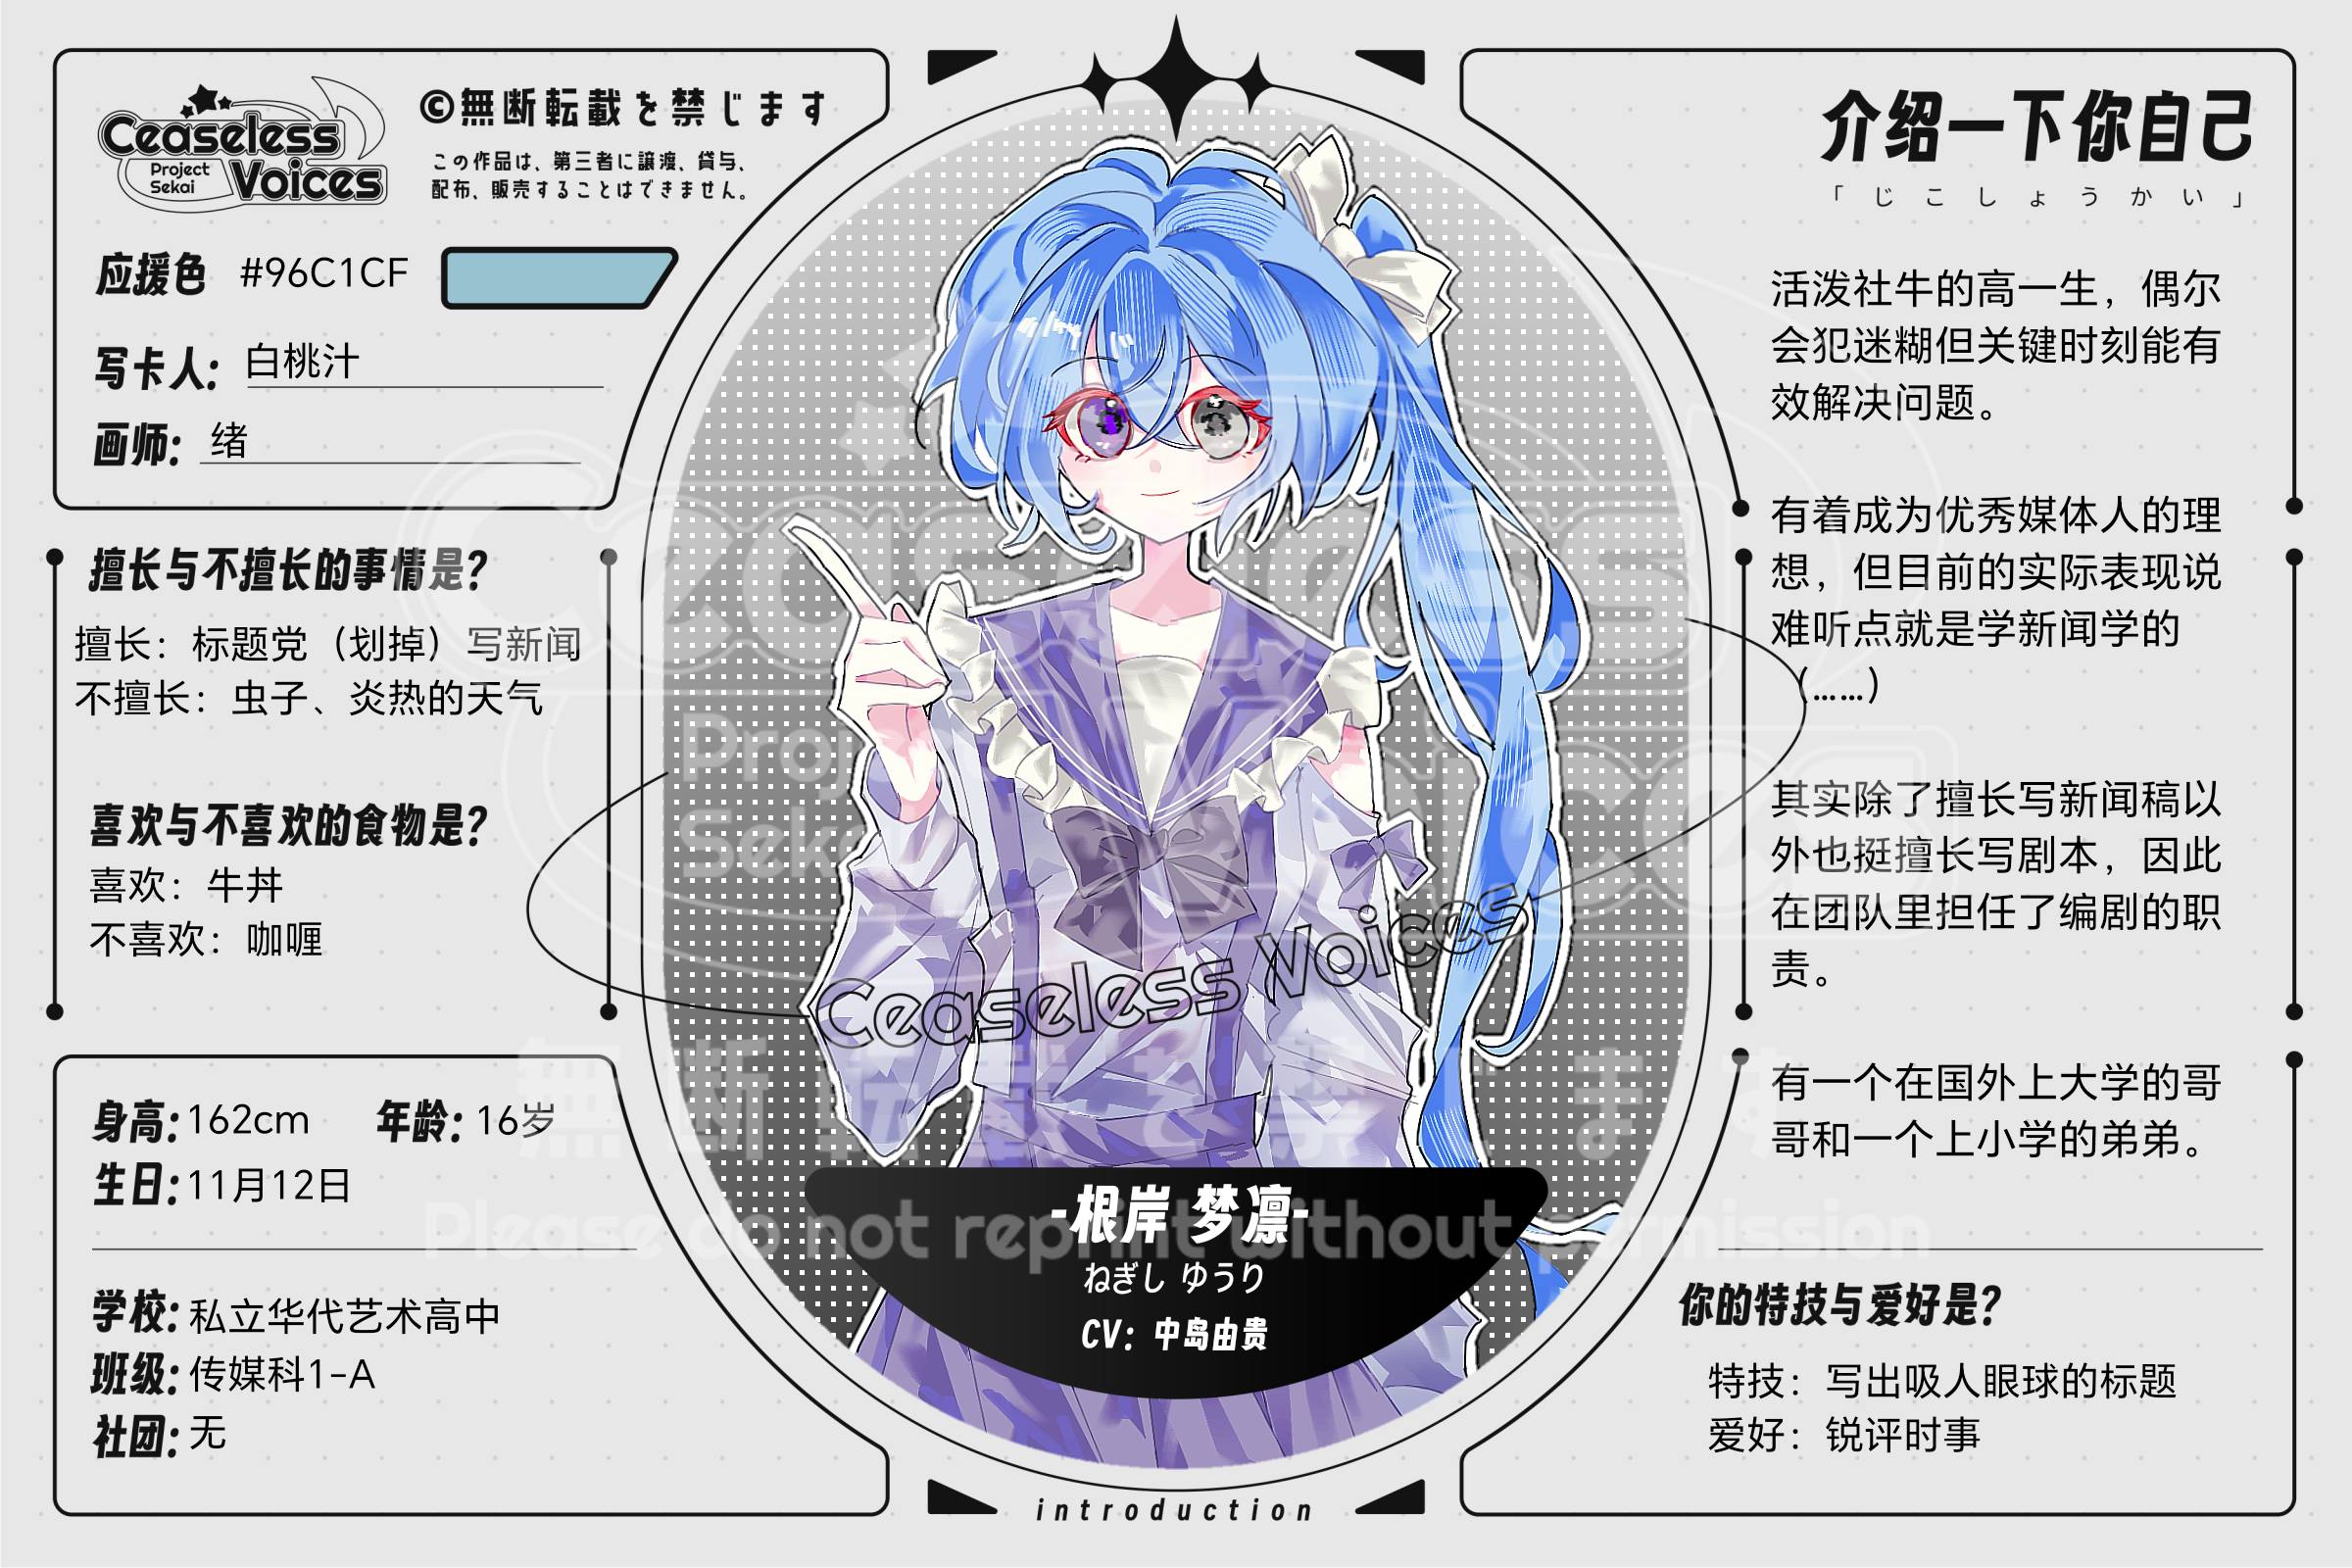 Ceaseless
Project
Sekai
Voices
©無断転載を禁じます
この作品は、第三者に譲渡、貸与、
配布、販売することはできません。
应援色 #96C1CF
写卡人: 白桃汁
画师: 绪
擅长与不擅长的事情是?
擅长：标题党（划掉）写新闻
不擅长：虫子、炎热的天气
喜欢与不喜欢的食物是?
喜欢：牛丼
不喜欢：咖喱
身高: 162cm 年龄: 16岁
生日: 11月12日
学校: 私立华代艺术高中
班级: 传媒科1-A
社团: 无
Ceaseless Voices
-根岸 梦凛-
ねぎし ゆうり
CV：中岛由贵
introduction
介绍一下你自己
「じこしょうかい」
活泼社牛的高一生，偶尔
会犯迷糊但关键时刻能有
效解决问题。
有着成为优秀媒体人的理
想，但目前的实际表现说
难听点就是学新闻学的
（……）
其实除了擅长写新闻稿以
外也挺擅长写剧本，因此
在团队里担任了编剧的职
责。
有一个在国外上大学的哥
哥和一个上小学的弟弟。
你的特技与爱好是?
特技：写出吸人眼球的标题
爱好：锐评时事
Ceaseless
Project
Sekai
Voices
無断転載を禁じます
Please do not reprint without permission